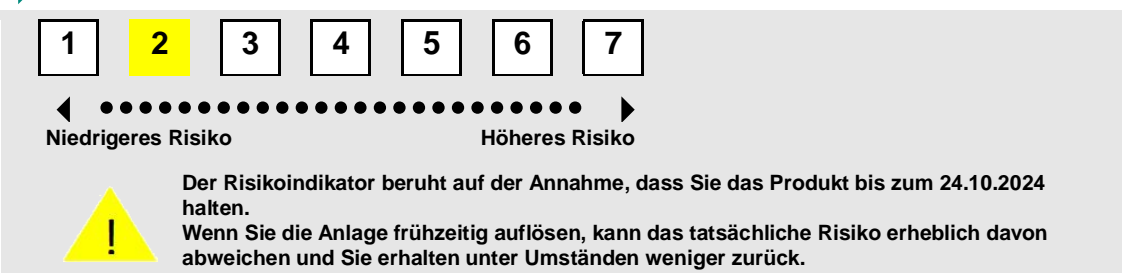 1 2 3 4 5 6 7
Niedrigeres Risiko Höheres Risiko
Der Risikoindikator beruht auf der Annahme, dass Sie das Produkt bis zum 24.10.2024
halten.
Wenn Sie die Anlage frühzeitig auflösen, kann das tatsächliche Risiko erheblich davon
abweichen und Sie erhalten unter Umständen weniger zurück.
!